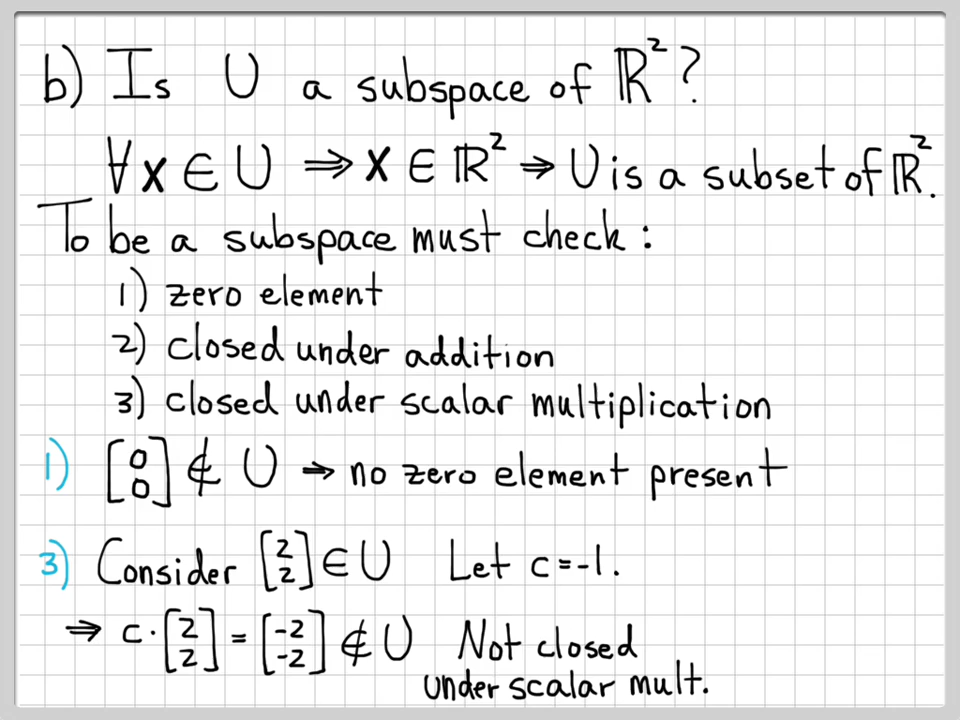 b) Is U a subspace of ℝ²?
∀x ∈ U ⇒ x ∈ ℝ² ⇒ U is a subset of ℝ².
To be a subspace must check:
1) zero element
2) closed under addition
3) closed under scalar multiplication
1) [0 0] ∉ U ⇒ no zero element present
3) Consider [2 2] ∈ U Let c = -1.
⇒ c · [2 2] = [-2 -2] ∉ U Not closed
under scalar mult.